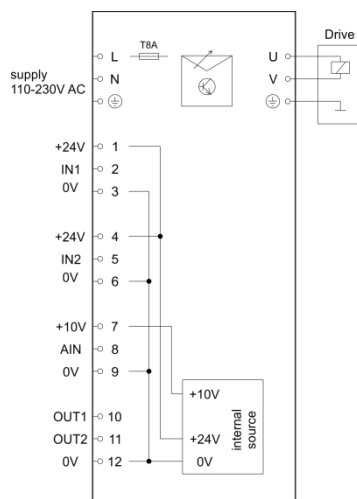 Drive
L T8A U
N V
supply
110-230V AC
+24V 1
IN1 2
0V 3
+24V 4
IN2 5
0V 6
+10V 7
AIN 8
0V 9
+10V
OUT1 10
OUT2 11
+24V
0V 12
0V
internal
source